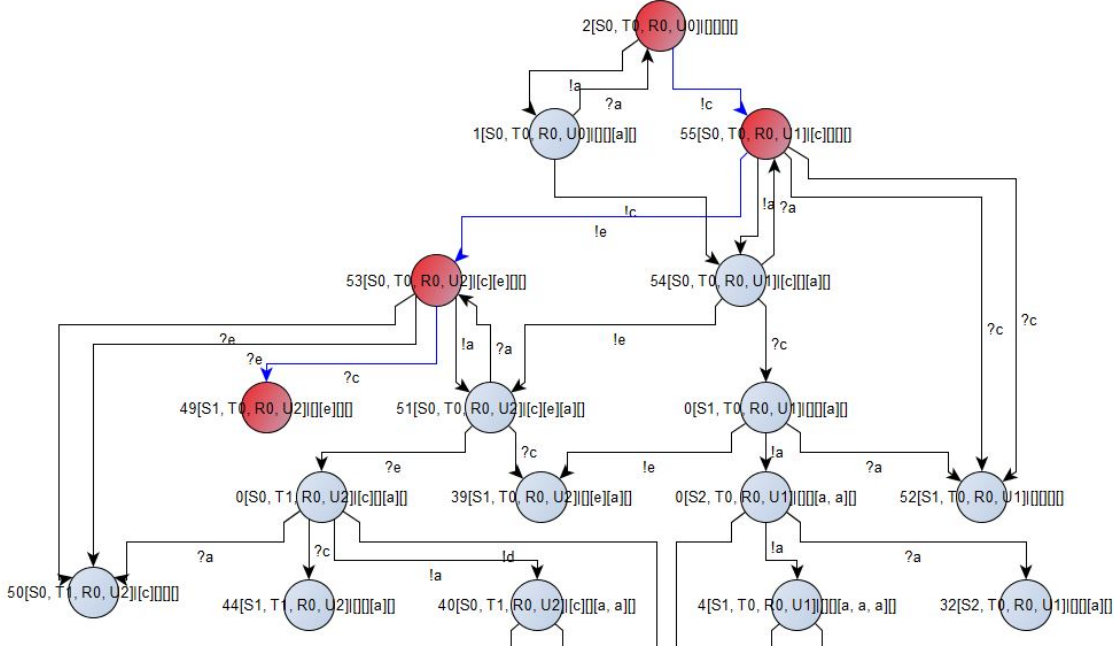 2[S0, T0, R0, U0]|[][][][]
!a
?a
!c
1[S0, T0, R0, U0]|[][][a][]
55[S0, T0, R0, U1]|[c][][][]
!c
!a
?a
!e
53[S0, T0, R0, U2]|[c][e][][]
54[S0, T0, R0, U1]|[c][][a][]
?c
?c
?e
!a
?a
!e
?c
?e
?c
49[S1, T0, R0, U2]|[][e][][]
51[S0, T0, R0, U2]|[c][e][a][]
0[S1, T0, R0, U1]|[][][a][]
?e
?c
!e
!a
?a
0[S0, T1, R0, U2]|[c][][a][]
39[S1, T0, R0, U2]|[][e][a][]
0[S2, T0, R0, U1]|[][][a, a][]
52[S1, T0, R0, U1]|[][][][]
?a
?c
!d
!a
!a
?a
50[S0, T1, R0, U2]|[c][][][]
44[S1, T1, R0, U2]|[][][a][]
40[S0, T1, R0, U2]|[c][][a, a][]
4[S1, T0, R0, U1]|[][][a, a, a][]
32[S2, T0, R0, U1]|[][][a][]